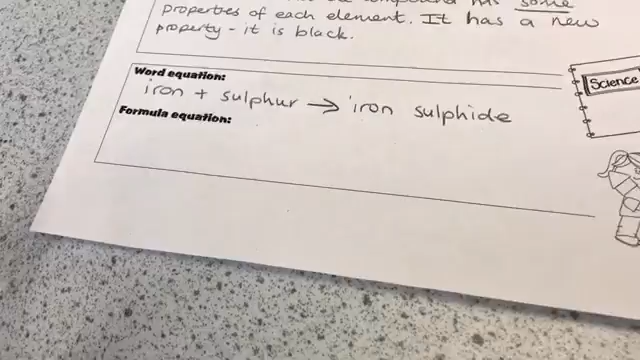 some
properties of each element. It has a new
property - it is black.
Word equation:
iron + sulphur → iron sulphide
Formula equation:
Science